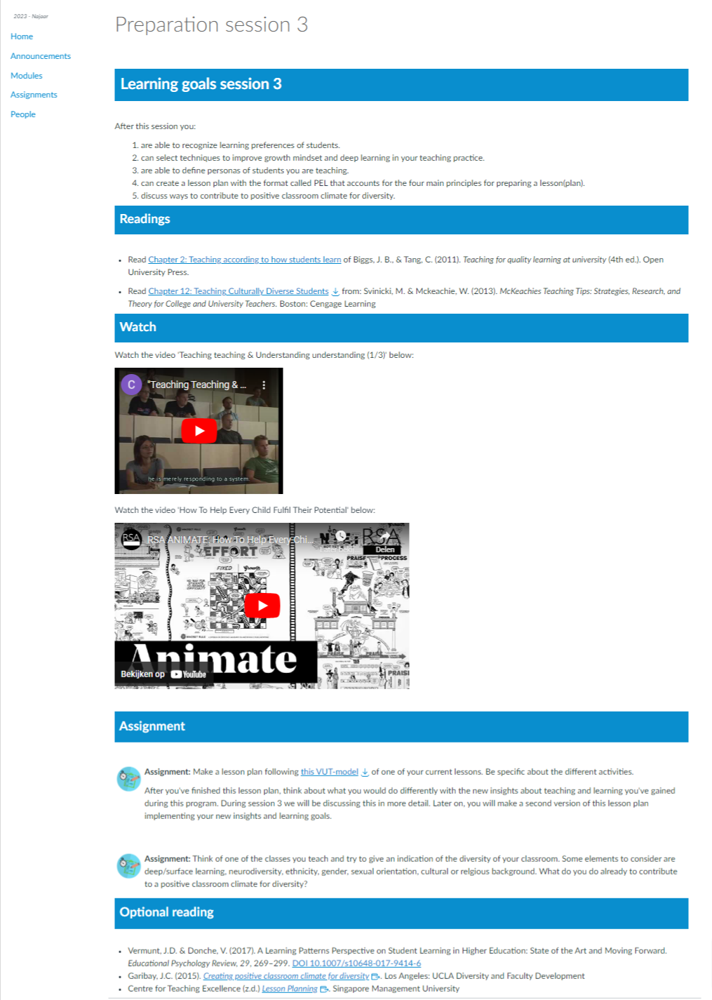 2023 - Najaar
Home
Announcements
Modules
Assignments
People
Preparation session 3
Learning goals session 3
After this session you:
1. are able to recognize learning preferences of students.
2. can select techniques to improve growth mindset and deep learning in your teaching practice.
3. are able to define personas of students you are teaching.
4. can create a lesson plan with the format called PEL that accounts for the four main principles for preparing a lesson(plan).
5. discuss ways to contribute to positive classroom climate for diversity.
Readings
• Read Chapter 2: Teaching according to how students learn of Biggs, J. B., & Tang, C. (2011). Teaching for quality learning at university (4th ed.). Open
University Press.
• Read Chapter 12: Teaching Culturally Diverse Students from: Svinicki, M. & Mckeachie, W. (2013). McKeachies Teaching Tips: Strategies, Research, and
Theory for College and University Teachers. Boston: Cengage Learning
Watch
Watch the video 'Teaching teaching & Understanding understanding (1/3)' below:
C "Teaching Teaching & ...
he is merely responding to a system.
Watch the video 'How To Help Every Child Fulfil Their Potential' below:
RSA RSA ANIMATE: How To Help Every Chi... RSA
Delen
EFFORT
PRAISE PROCESS
FIXED Growth
Animate
Bekijken op YouTube
PRAISE
Assignment
Assignment: Make a lesson plan following this VUT-model of one of your current lessons. Be specific about the different activities.
After you've finished this lesson plan, think about what you would do differently with the new insights about teaching and learning you've gained
during this program. During session 3 we will be discussing this in more detail. Later on, you will make a second version of this lesson plan
implementing your new insights and learning goals.
Assignment: Think of one of the classes you teach and try to give an indication of the diversity of your classroom. Some elements to consider are
deep/surface learning, neurodiversity, ethnicity, gender, sexual orientation, cultural or relgious background. What do you do already to contribute
to a positive classroom climate for diversity?
Optional reading
• Vermunt, J.D. & Donche, V. (2017). A Learning Patterns Perspective on Student Learning in Higher Education: State of the Art and Moving Forward.
Educational Psychology Review, 29, 269–299. DOI 10.1007/s10648-017-9414-6
• Garibay, J.C. (2015). Creating positive classroom climate for diversity. Los Angeles: UCLA Diversity and Faculty Development
• Centre for Teaching Excellence (z.d.) Lesson Planning. Singapore Management University